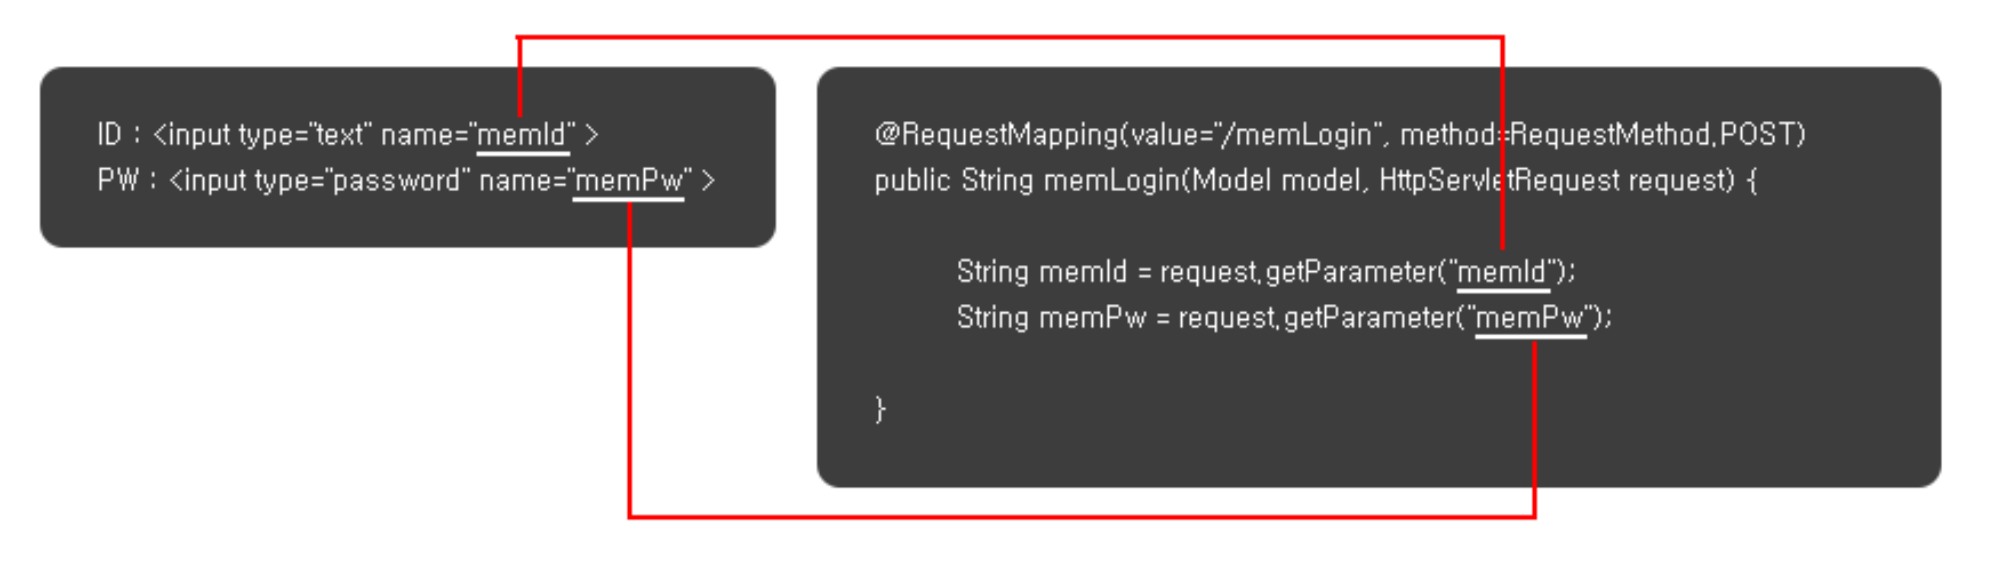 ID : <input type="text" name="memId" >
PW : <input type="password" name="memPw" >
@RequestMapping(value="/memLogin", method=RequestMethod.POST)
public String memLogin(Model model, HttpServletRequest request) {
String memId = request.getParameter("memId");
String memPw = request.getParameter("memPw");
}